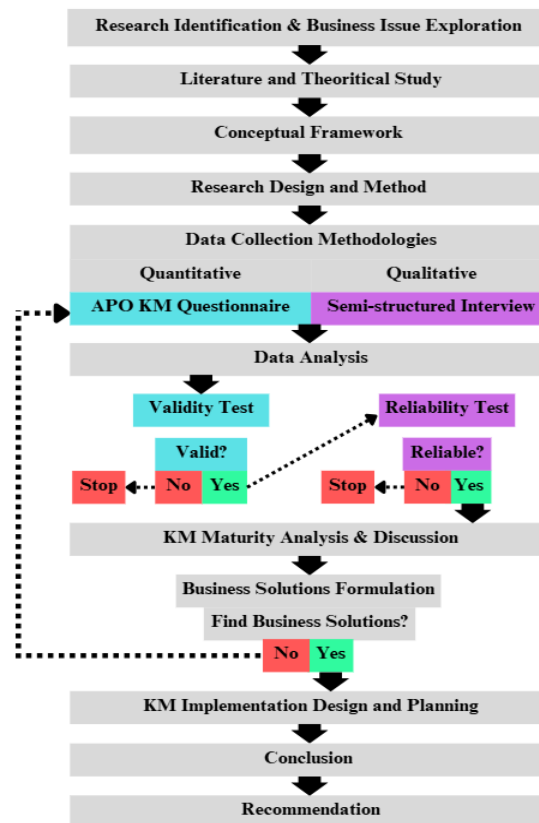 Research Identification & Business Issue Exploration
Literature and Theoritical Study
Conceptual Framework
Research Design and Method
Data Collection Methodologies
Quantitative Qualitative
APO KM Questionnaire Semi-structured Interview
Data Analysis
Validity Test Reliability Test
Valid? Reliable?
Stop No Yes Stop No Yes
KM Maturity Analysis & Discussion
Business Solutions Formulation
Find Business Solutions?
No Yes
KM Implementation Design and Planning
Conclusion
Recommendation